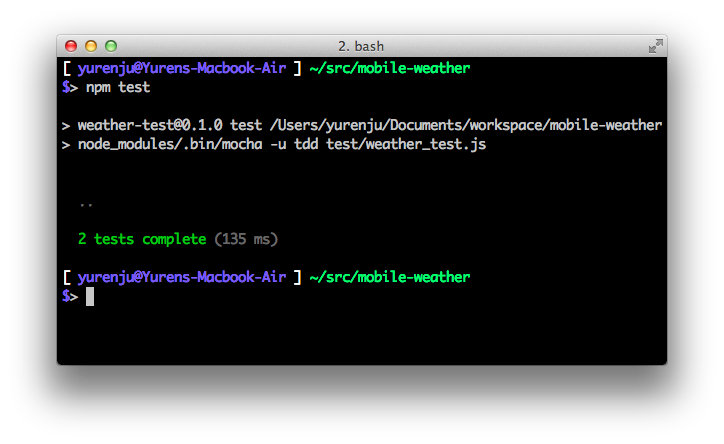 2. bash
[ yurenju@Yurens-Macbook-Air ] ~/src/mobile-weather
$> npm test
> weather-test@0.1.0 test /Users/yurenju/Documents/workspace/mobile-weather
> node_modules/.bin/mocha -u tdd test/weather_test.js
..
2 tests complete (135 ms)
[ yurenju@Yurens-Macbook-Air ] ~/src/mobile-weather
$>